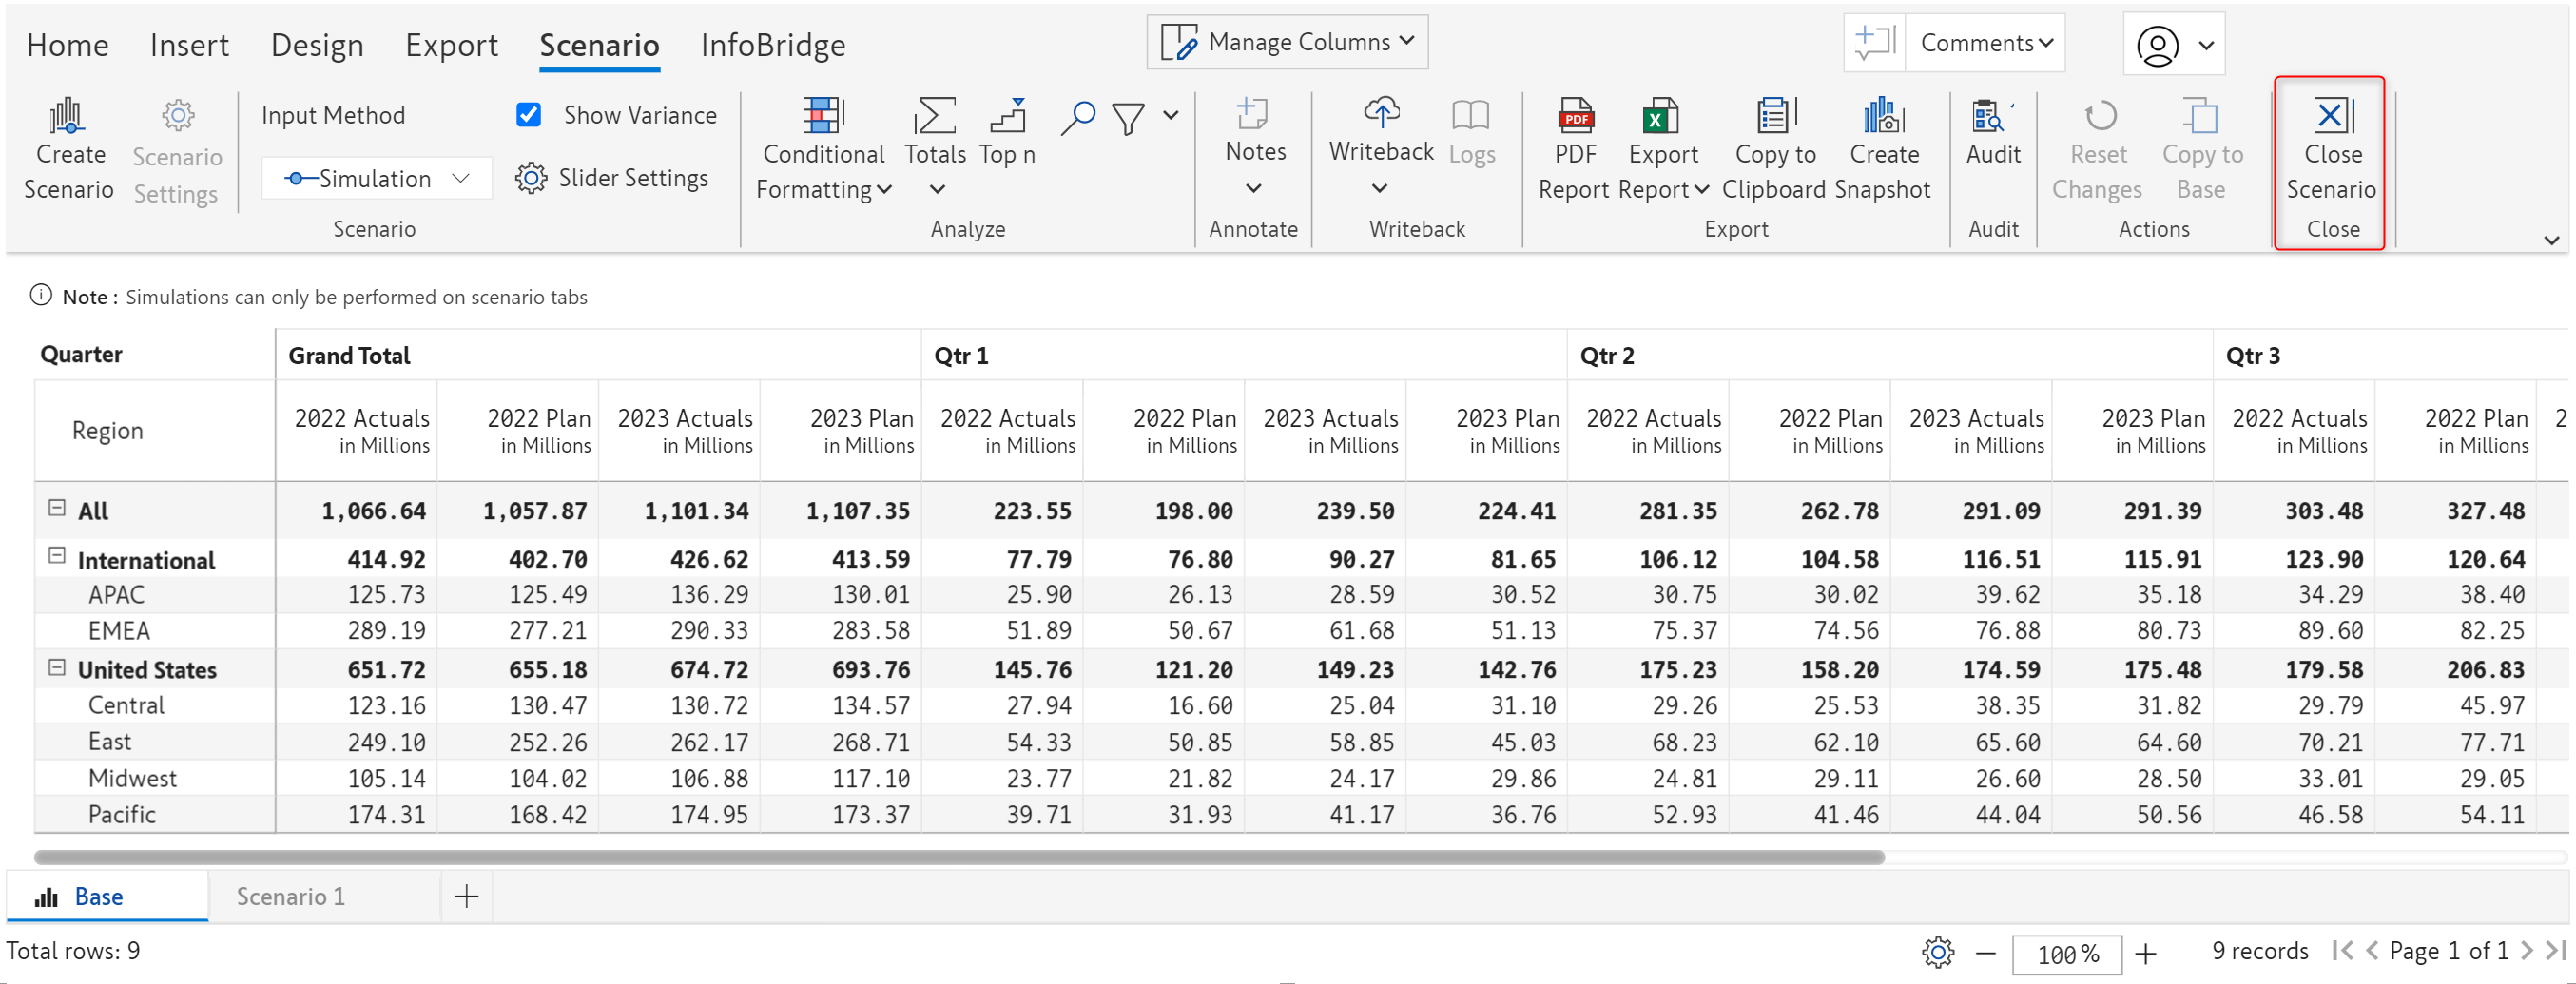 Home Insert Design Export Scenario InfoBridge Manage Columns Comments
Create Scenario
Scenario Settings
Input Method
Simulation
Show Variance
Slider Settings
Scenario
Conditional Formatting
Totals
Top n
Analyze
Notes
Annotate
Writeback
Logs
Writeback
PDF
PDF Report
X
Export Report
Copy to Clipboard
Create Snapshot
Export
Audit
Audit
Reset Changes
Copy to Base
Actions
Close Scenario
Close
Note : Simulations can only be performed on scenario tabs
Quarter Grand Total Qtr 1 Qtr 2 Qtr 3
Region 2022 Actuals 2022 Plan 2023 Actuals 2023 Plan 2022 Actuals 2022 Plan 2023 Actuals 2023 Plan 2022 Actuals 2022 Plan 2023 Actuals 2023 Plan 2022 Actuals 2022 Plan 2
in Millions in Millions in Millions in Millions in Millions in Millions in Millions in Millions in Millions in Millions in Millions in Millions in Millions in Millions
All 1,066.64 1,057.87 1,101.34 1,107.35 223.55 198.00 239.50 224.41 281.35 262.78 291.09 291.39 303.48 327.48
International 414.92 402.70 426.62 413.59 77.79 76.80 90.27 81.65 106.12 104.58 116.51 115.91 123.90 120.64
APAC 125.73 125.49 136.29 130.01 25.90 26.13 28.59 30.52 30.75 30.02 39.62 35.18 34.29 38.40
EMEA 289.19 277.21 290.33 283.58 51.89 50.67 61.68 51.13 75.37 74.56 76.88 80.73 89.60 82.25
United States 651.72 655.18 674.72 693.76 145.76 121.20 149.23 142.76 175.23 158.20 174.59 175.48 179.58 206.83
Central 123.16 130.47 130.72 134.57 27.94 16.60 25.04 31.10 29.26 25.53 38.35 31.82 29.79 45.97
East 249.10 252.26 262.17 268.71 54.33 50.85 58.85 45.03 68.23 62.10 65.60 64.60 70.21 77.71
Midwest 105.14 104.02 106.88 117.10 23.77 21.82 24.17 29.86 24.81 29.11 26.60 28.50 33.01 29.05
Pacific 174.31 168.42 174.95 173.37 39.71 31.93 41.17 36.76 52.93 41.46 44.04 50.56 46.58 54.11
Base Scenario 1
Total rows: 9 100% 9 records Page 1 of 1